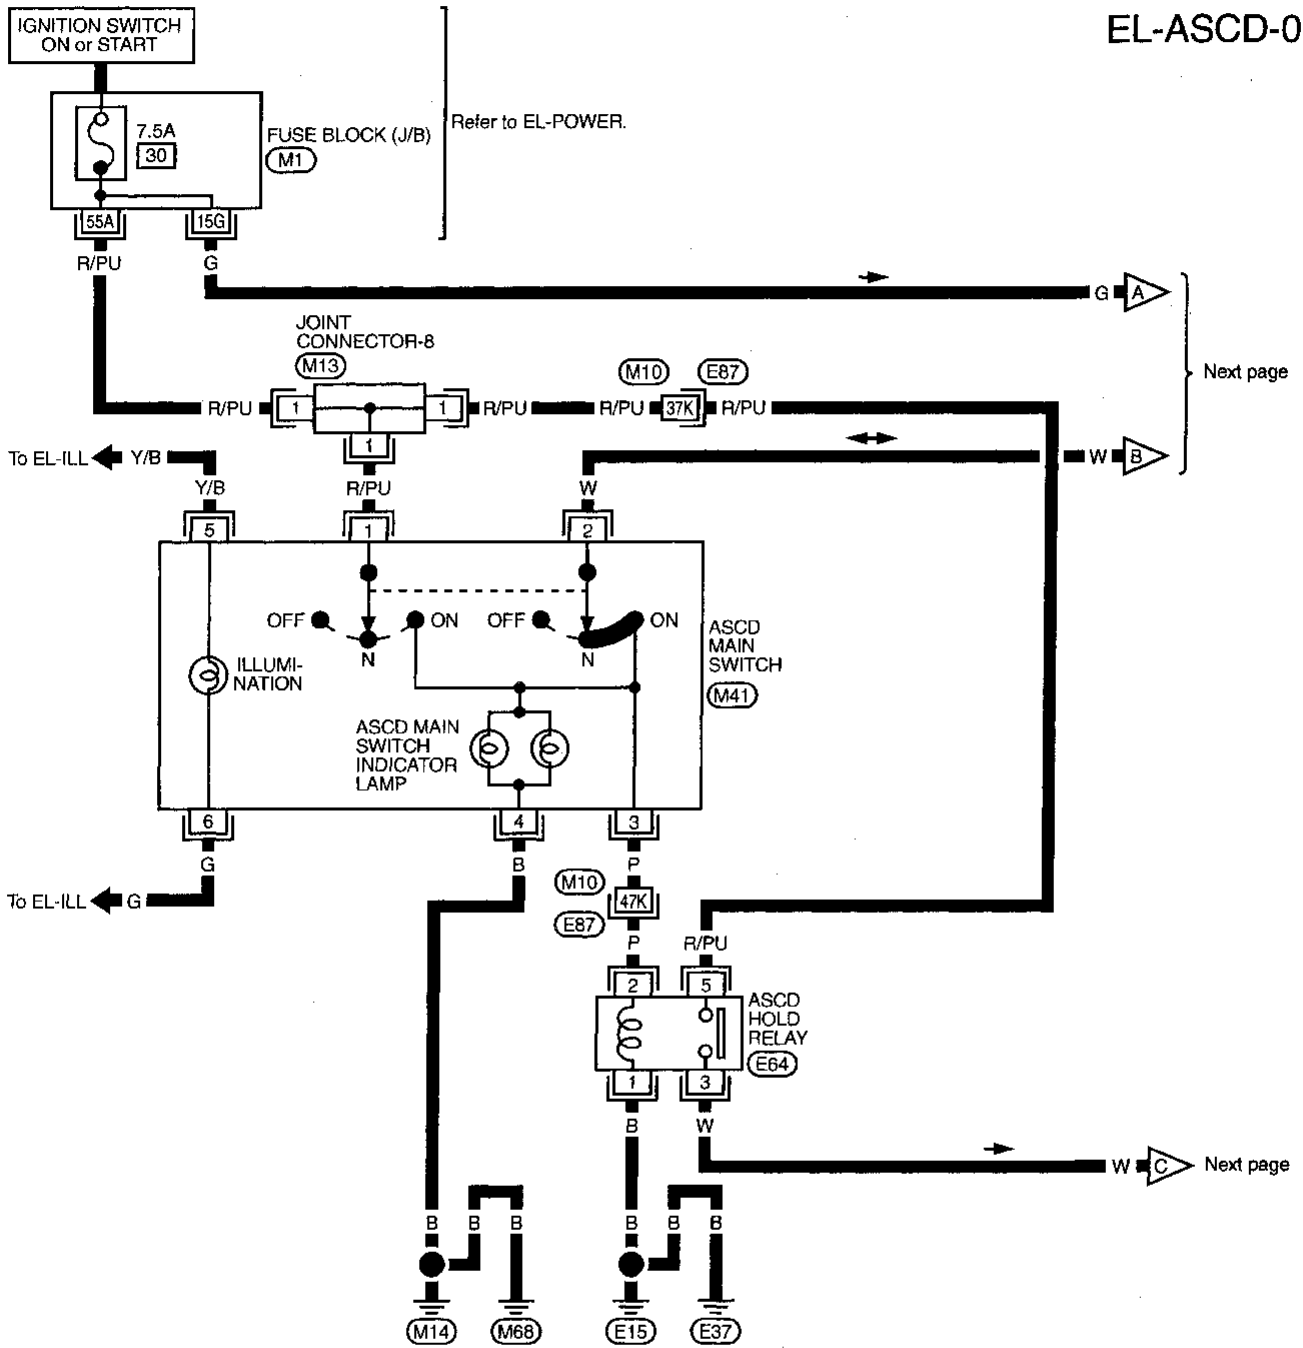 EL-ASCD-0
IGNITION SWITCH
ON or START
7.5A
30
FUSE BLOCK (J/B)
M1
Refer to EL-POWER.
55A
15G
R/PU
G
G
A
JOINT
CONNECTOR-8
M13
M10
E87
Next page
R/PU
1
1
R/PU
R/PU
37K
R/PU
1
To EL-ILL
Y/B
W
B
Y/B
R/PU
W
5
1
2
OFF
ON
OFF
ON
N
N
ILLUMI-
NATION
ASCD
MAIN
SWITCH
M41
ASCD MAIN
SWITCH
INDICATOR
LAMP
6
4
3
G
B
P
M10
47K
E87
To EL-ILL
G
P
R/PU
2
5
ASCD
HOLD
RELAY
E64
1
3
B
W
W
C
Next page
B
B
B
B
B
B
M14
M68
E15
E37